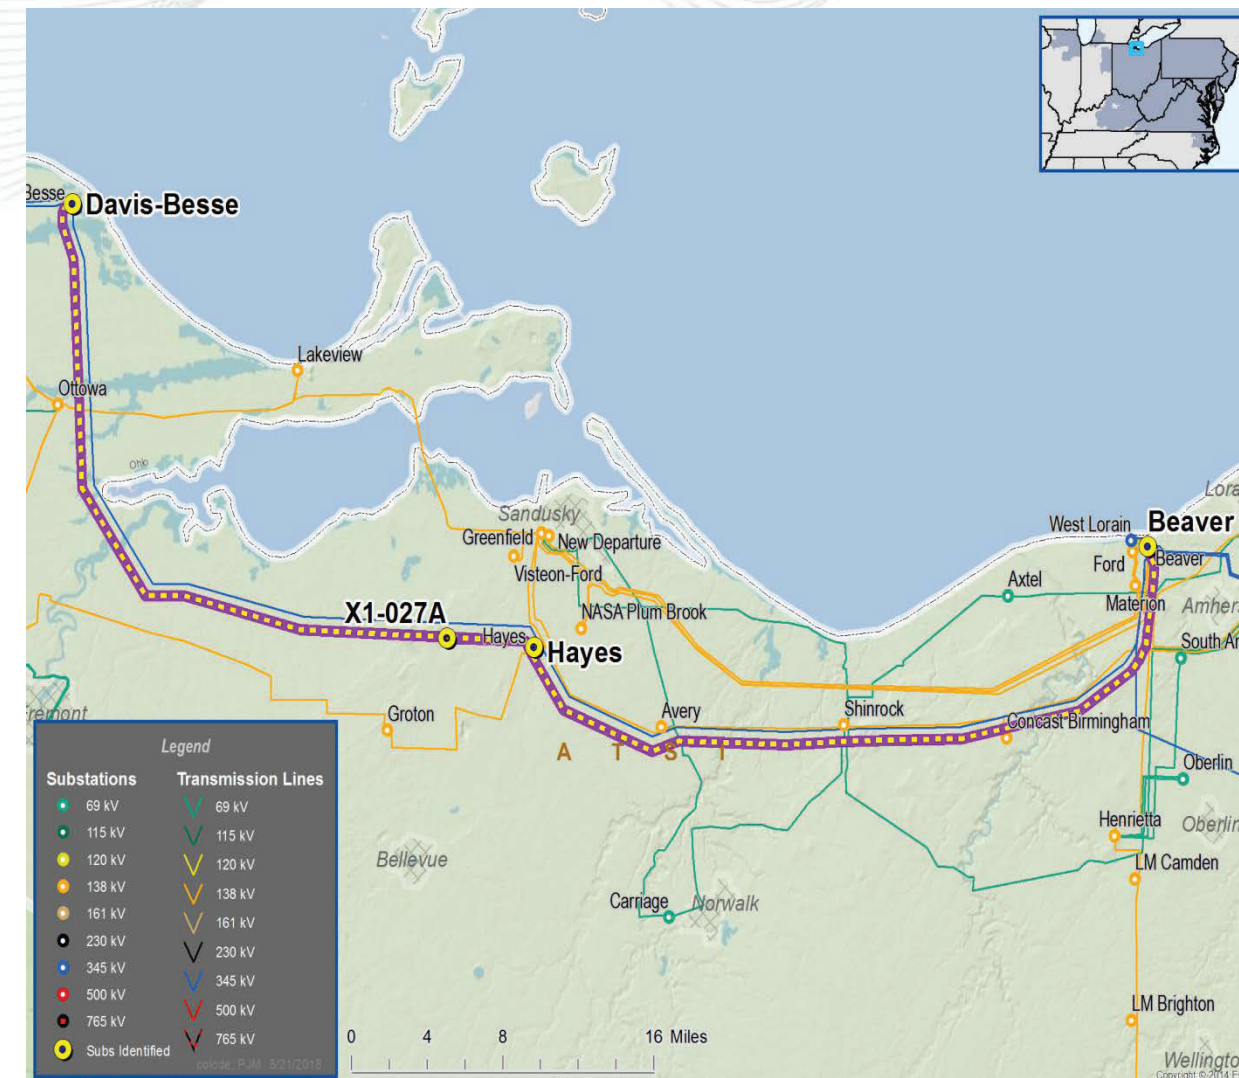 Besse
Davis-Besse
Lakeview
Ottowa
Ohio
Sandusky
Greenfield
New Departure
Visteon-Ford
NASA Plum Brook
X1-027A
Hayes
Hayes
West Lorain
Beaver
Ford
Beaver
Axtel
Materion
South
Fremont
Groton
Avery
Shinrock
Concast Birmingham
A T S I
Oberlin
Henrietta
Oberlin
Bellevue
LM Camden
Carriage
Norwalk
LM Brighton
Legend
Substations
Transmission Lines
69 kV
69 kV
115 kV
115 kV
120 kV
120 kV
138 kV
138 kV
161 kV
161 kV
230 kV
230 kV
345 kV
345 kV
500 kV
500 kV
765 kV
765 kV
Subs Identified
0 4 8 16 Miles